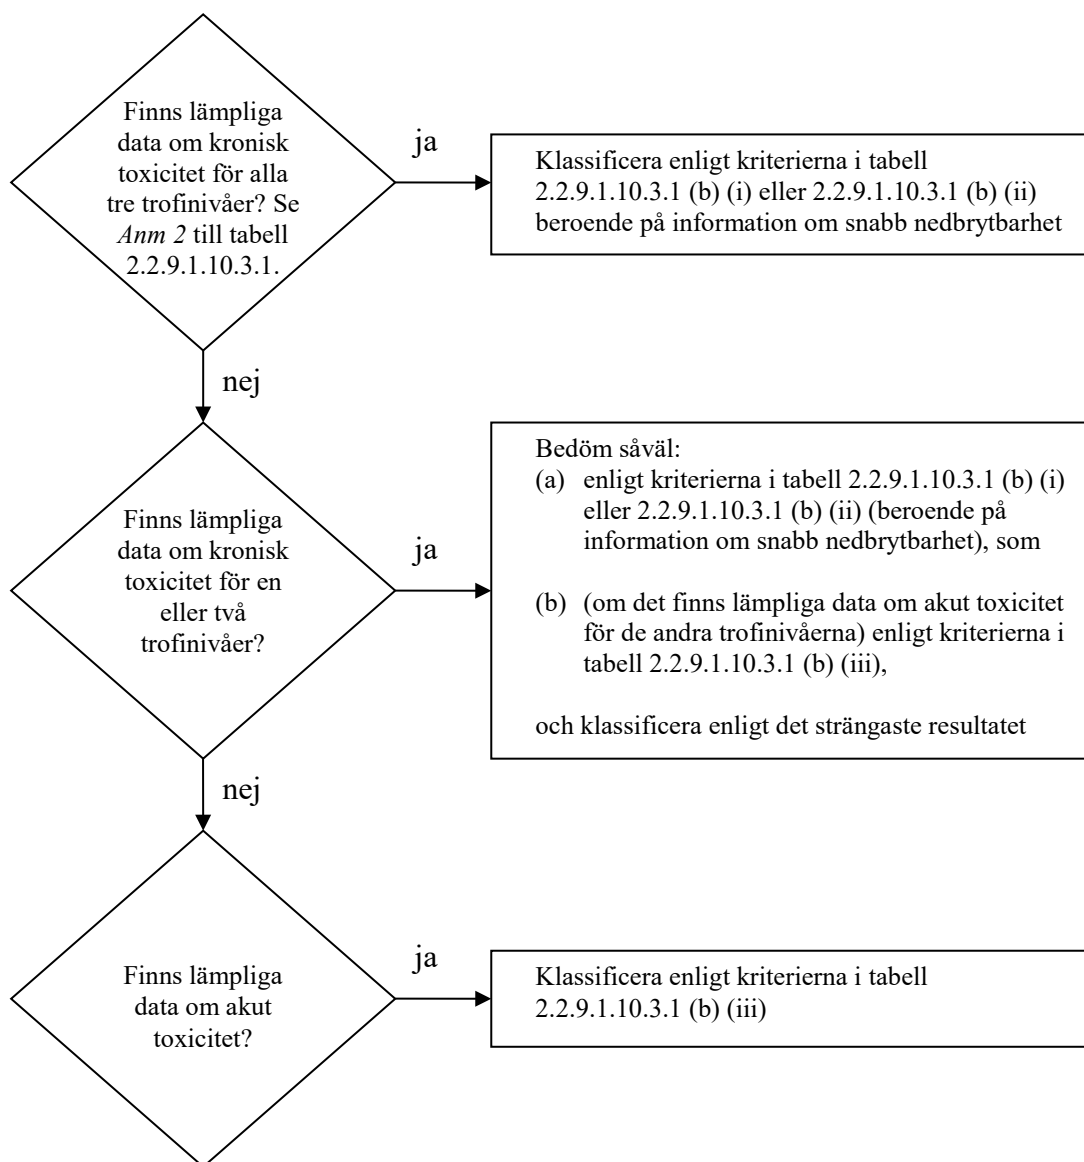 Finns lämpliga
data om kronisk
toxicitet för alla
tre trofinivåer? Se
Anm 2 till tabell
2.2.9.1.10.3.1.
ja
Klassificera enligt kriterierna i tabell
2.2.9.1.10.3.1 (b) (i) eller 2.2.9.1.10.3.1 (b) (ii)
beroende på information om snabb nedbrytbarhet
nej
Finns lämpliga
data om kronisk
toxicitet för en
eller två
trofinivåer?
ja
Bedöm såväl:
(a) enligt kriterierna i tabell 2.2.9.1.10.3.1 (b) (i)
eller 2.2.9.1.10.3.1 (b) (ii) (beroende på
information om snabb nedbrytbarhet), som
(b) (om det finns lämpliga data om akut toxicitet
för de andra trofinivåerna) enligt kriterierna i
tabell 2.2.9.1.10.3.1 (b) (iii),
och klassificera enligt det strängaste resultatet
nej
Finns lämpliga
data om akut
toxicitet?
ja
Klassificera enligt kriterierna i tabell
2.2.9.1.10.3.1 (b) (iii)